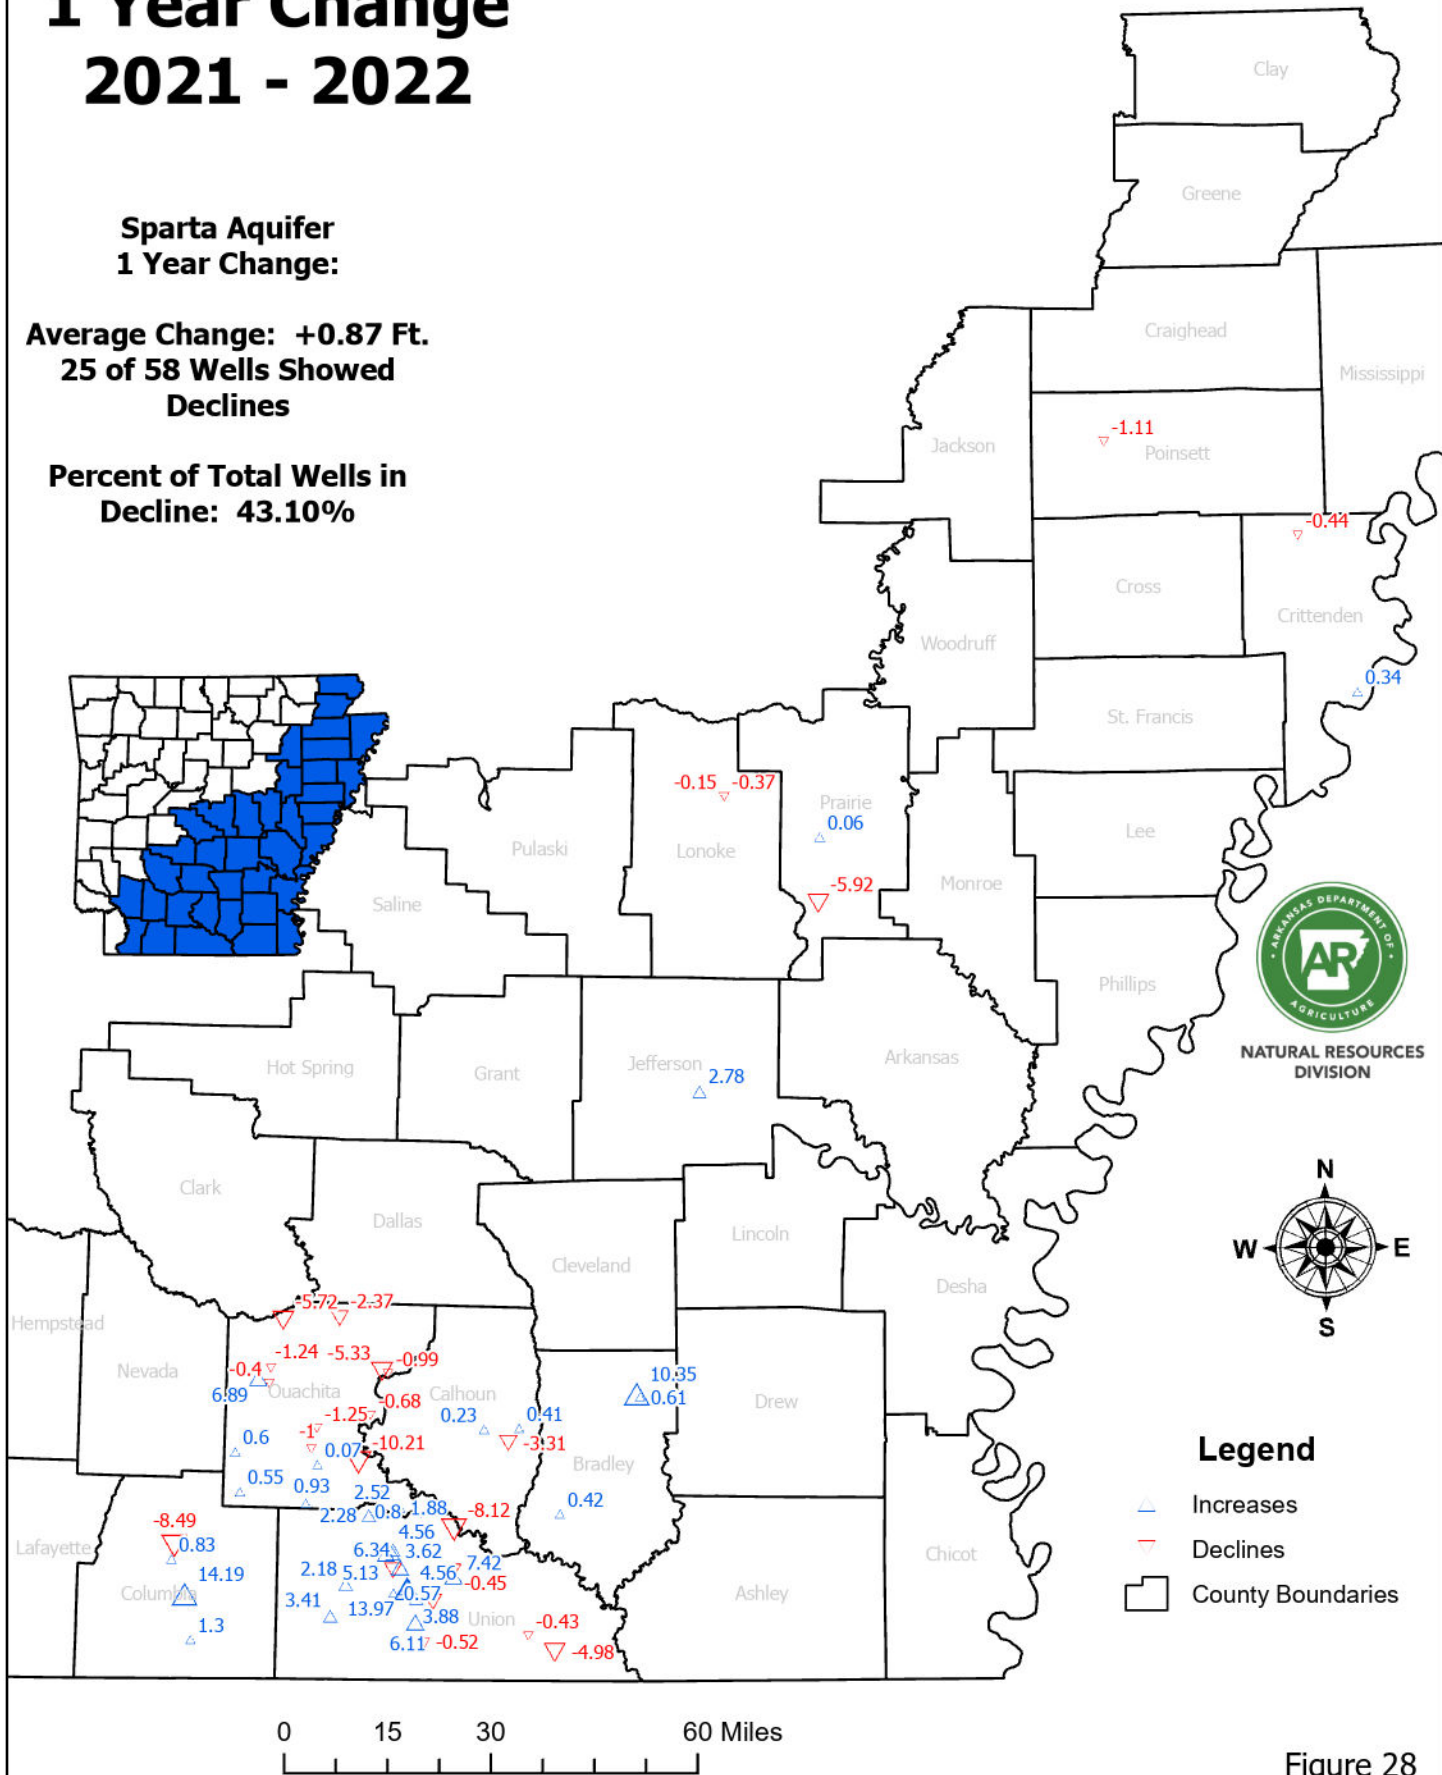 1 Year Change
2021 - 2022
Sparta Aquifer
1 Year Change:
Average Change: +0.87 Ft.
25 of 58 Wells Showed
Declines
Percent of Total Wells in
Decline: 43.10%
Clay
Greene
Craighead
Mississippi
Jackson
-1.11
Poinsett
-0.44
Cross
Crittenden
Woodruff
0.34
St. Francis
-0.15 -0.37
Prairie
0.06
Pulaski
Lonoke
Lee
-5.92
Monroe
Saline
Phillips
ARKANSAS DEPARTMENT OF
AR
AGRICULTURE
NATURAL RESOURCES
DIVISION
Hot Spring
Grant
Jefferson
2.78
Arkansas
Clark
Dallas
Lincoln
Cleveland
Desha
N
W E
S
-5.72 -2.37
Hempstead
-1.24 -5.33 -0.99
Nevada
-0.4
10.35
6.89
Ouachita
Calhoun
0.61
-0.68
Drew
-1.25
0.23
0.41
-1
0.6
0.07
-10.21
-3.31
Bradley
0.55
0.93
2.52
0.42
2.28
0.8
1.88
-8.12
-8.49
4.56
0.83
6.34
3.62
Lafayette
Chicot
14.19
2.18
5.13
4.56
7.42
Columbia
-0.45
Ashley
3.41
13.97
0.57
3.88
Union
-0.43
1.3
6.11
-0.52
-4.98
Legend
Increases
Declines
County Boundaries
0 15 30 60 Miles
Figure 28